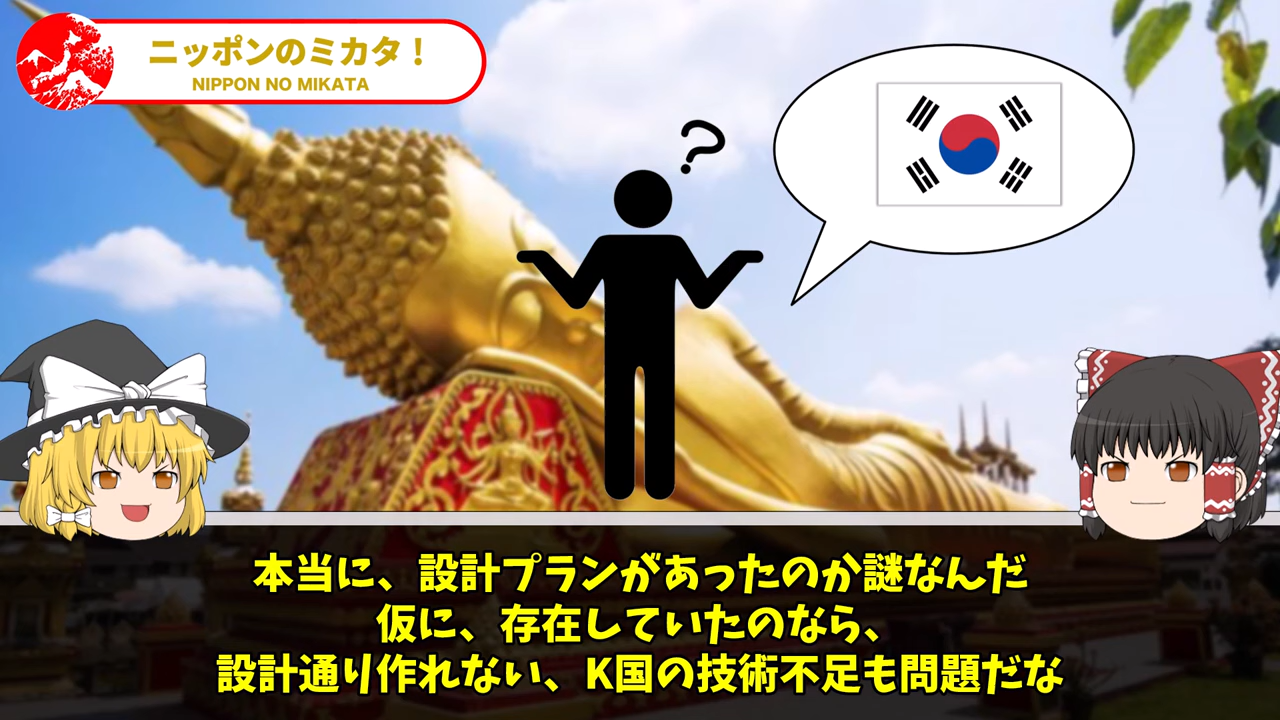 ニッポンのミカタ！
NIPPON NO MIKATA
?
本当に、設計プランがあったのか謎なんだ
仮に、存在していたのなら、
設計通り作れない、K国の技術不足も問題だな